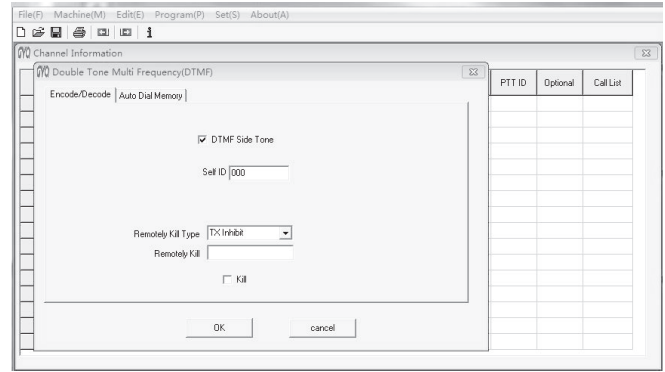 File(F) Machine(M) Edit(E) Program(P) Set(S) About(A)
Channel Information
Double Tone Multi Frequency(DTMF)
PTT ID Optional Call List
Encode/Decode Auto Dial Memory
DTMF Side Tone
Self ID 000
Remotely Kill Type TX Inhibit
Remotely Kill
Kill
OK cancel